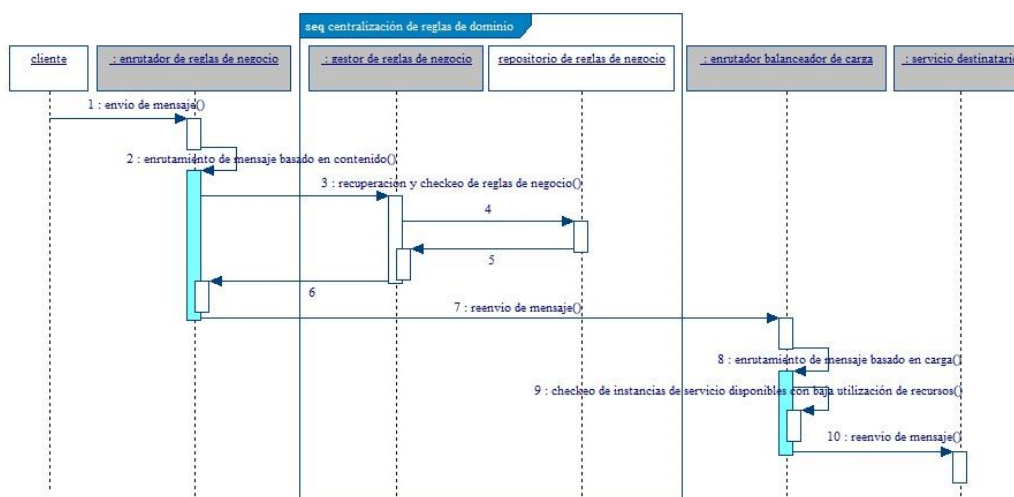 seq centralización de reglas de dominio
cliente
: enrutador de reglas de negocio
: gestor de reglas de negocio
repositorio de reglas de negocio
: enrutador balanceador de carga
: servicio destinatario
1 : envio de mensaje()
2 : enrutamiento de mensaje basado en contenido()
3 : recuperación y checkeo de reglas de negocio()
4
5
6
7 : reenvio de mensaje()
8 : enrutamiento de mensaje basado en carga()
9 : checkeo de instancias de servicio disponibles con baja utilización de recursos()
10 : reenvio de mensaje()